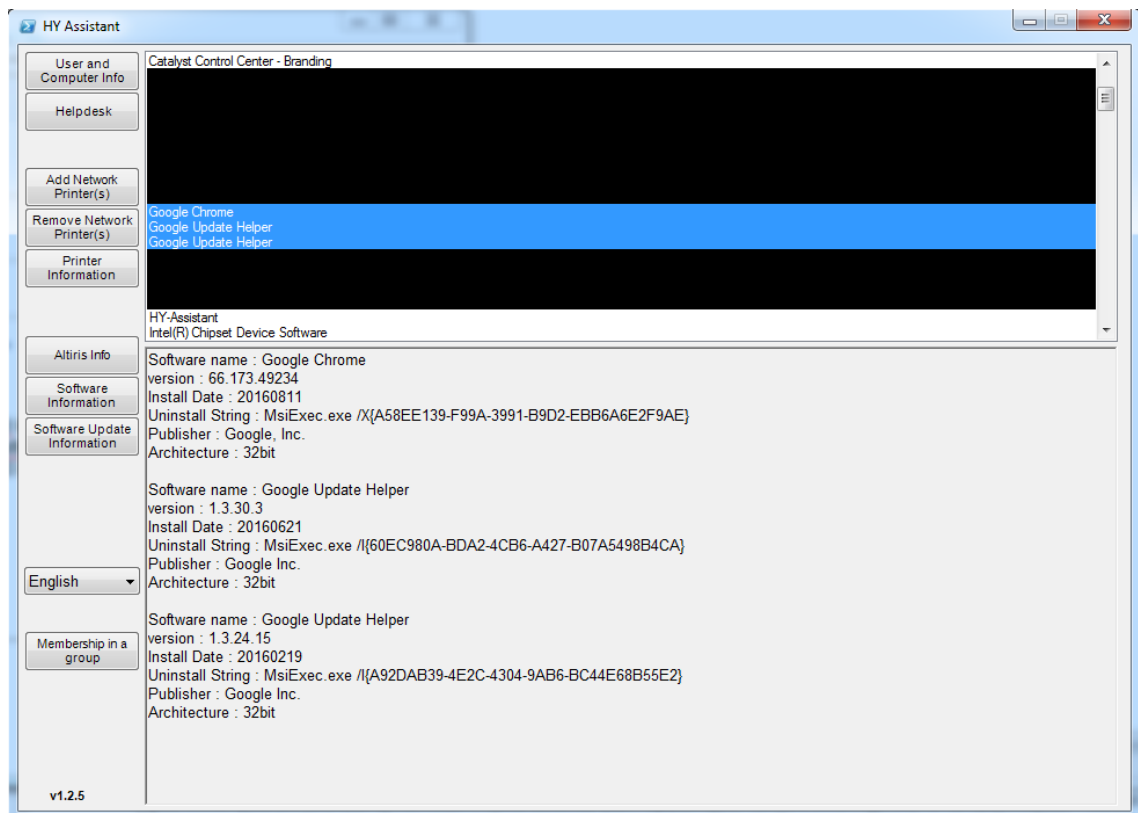 HY Assistant
User and
Computer Info
Helpdesk
Add Network
Printer(s)
Remove Network
Printer(s)
Printer
Information
Altiris Info
Software
Information
Software Update
Information
English
Membership in a
group
v1.2.5
Catalyst Control Center - Branding
Google Chrome
Google Update Helper
Google Update Helper
HY-Assistant
Intel(R) Chipset Device Software
Software name : Google Chrome
version : 66.173.49234
Install Date : 20160811
Uninstall String : MsiExec.exe /X{A58EE139-F99A-3991-B9D2-EBB6A6E2F9AE}
Publisher : Google, Inc.
Architecture : 32bit
Software name : Google Update Helper
version : 1.3.30.3
Install Date : 20160621
Uninstall String : MsiExec.exe /I{60EC980A-BDA2-4CB6-A427-B07A5498B4CA}
Publisher : Google Inc.
Architecture : 32bit
Software name : Google Update Helper
version : 1.3.24.15
Install Date : 20160219
Uninstall String : MsiExec.exe /I{A92DAB39-4E2C-4304-9AB6-BC44E68B55E2}
Publisher : Google Inc.
Architecture : 32bit